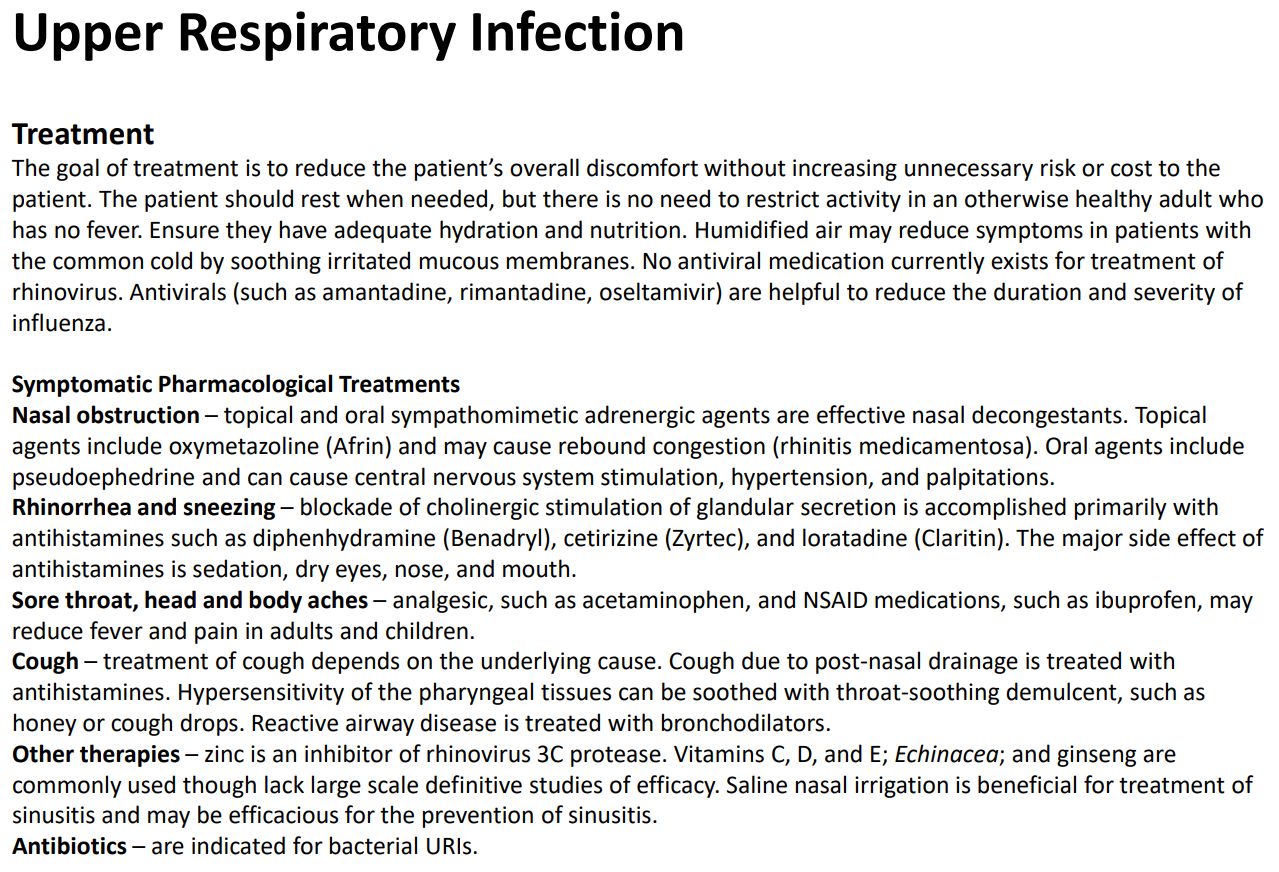 Upper Respiratory Infection
Treatment
The goal of treatment is to reduce the patient’s overall discomfort without increasing unnecessary risk or cost to the
patient. The patient should rest when needed, but there is no need to restrict activity in an otherwise healthy adult who
has no fever. Ensure they have adequate hydration and nutrition. Humidified air may reduce symptoms in patients with
the common cold by soothing irritated mucous membranes. No antiviral medication currently exists for treatment of
rhinovirus. Antivirals (such as amantadine, rimantadine, oseltamivir) are helpful to reduce the duration and severity of
influenza.
Symptomatic Pharmacological Treatments
Nasal obstruction – topical and oral sympathomimetic adrenergic agents are effective nasal decongestants. Topical
agents include oxymetazoline (Afrin) and may cause rebound congestion (rhinitis medicamentosa). Oral agents include
pseudoephedrine and can cause central nervous system stimulation, hypertension, and palpitations.
Rhinorrhea and sneezing – blockade of cholinergic stimulation of glandular secretion is accomplished primarily with
antihistamines such as diphenhydramine (Benadryl), cetirizine (Zyrtec), and loratadine (Claritin). The major side effect of
antihistamines is sedation, dry eyes, nose, and mouth.
Sore throat, head and body aches – analgesic, such as acetaminophen, and NSAID medications, such as ibuprofen, may
reduce fever and pain in adults and children.
Cough – treatment of cough depends on the underlying cause. Cough due to post-nasal drainage is treated with
antihistamines. Hypersensitivity of the pharyngeal tissues can be soothed with throat-soothing demulcent, such as
honey or cough drops. Reactive airway disease is treated with bronchodilators.
Other therapies – zinc is an inhibitor of rhinovirus 3C protease. Vitamins C, D, and E; Echinacea; and ginseng are
commonly used though lack large scale definitive studies of efficacy. Saline nasal irrigation is beneficial for treatment of
sinusitis and may be efficacious for the prevention of sinusitis.
Antibiotics – are indicated for bacterial URIs.